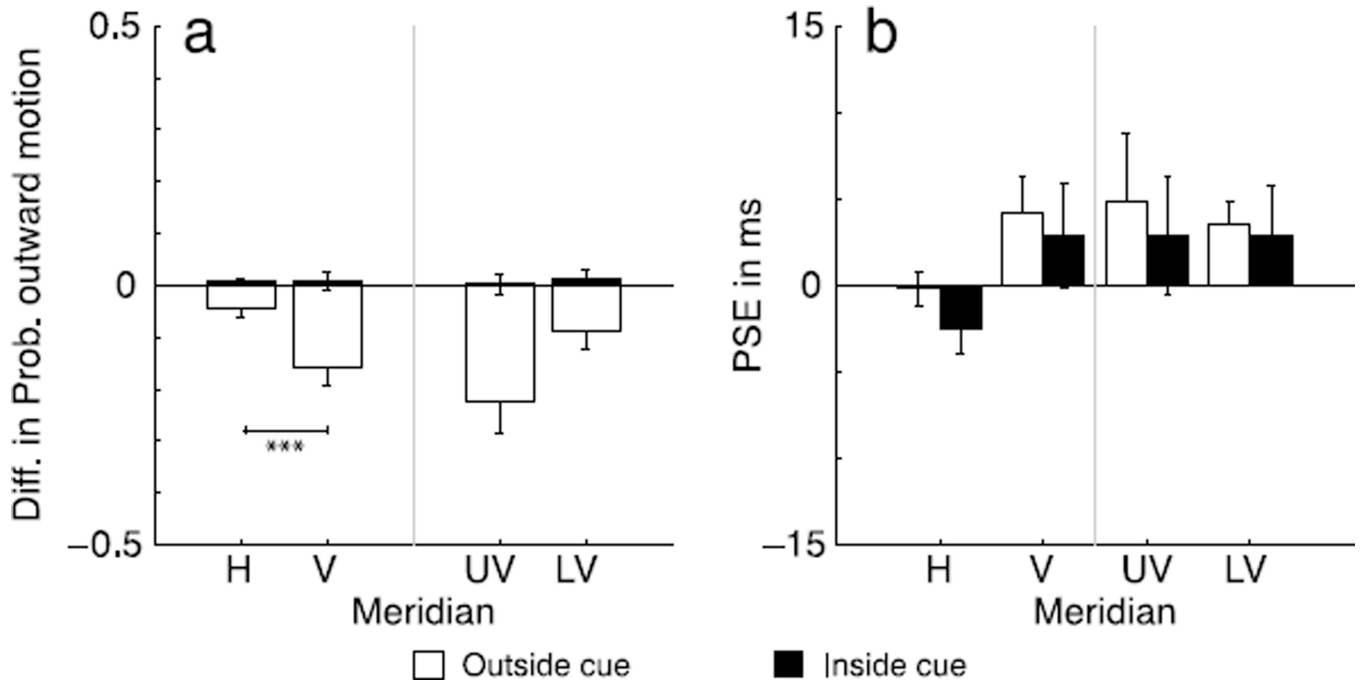 a
Diff. in Prob. outward motion
0.5
0
−0.5
***
H V UV LV
Meridian
b
PSE in ms
15
0
−15
H V UV LV
Meridian
Outside cue
Inside cue